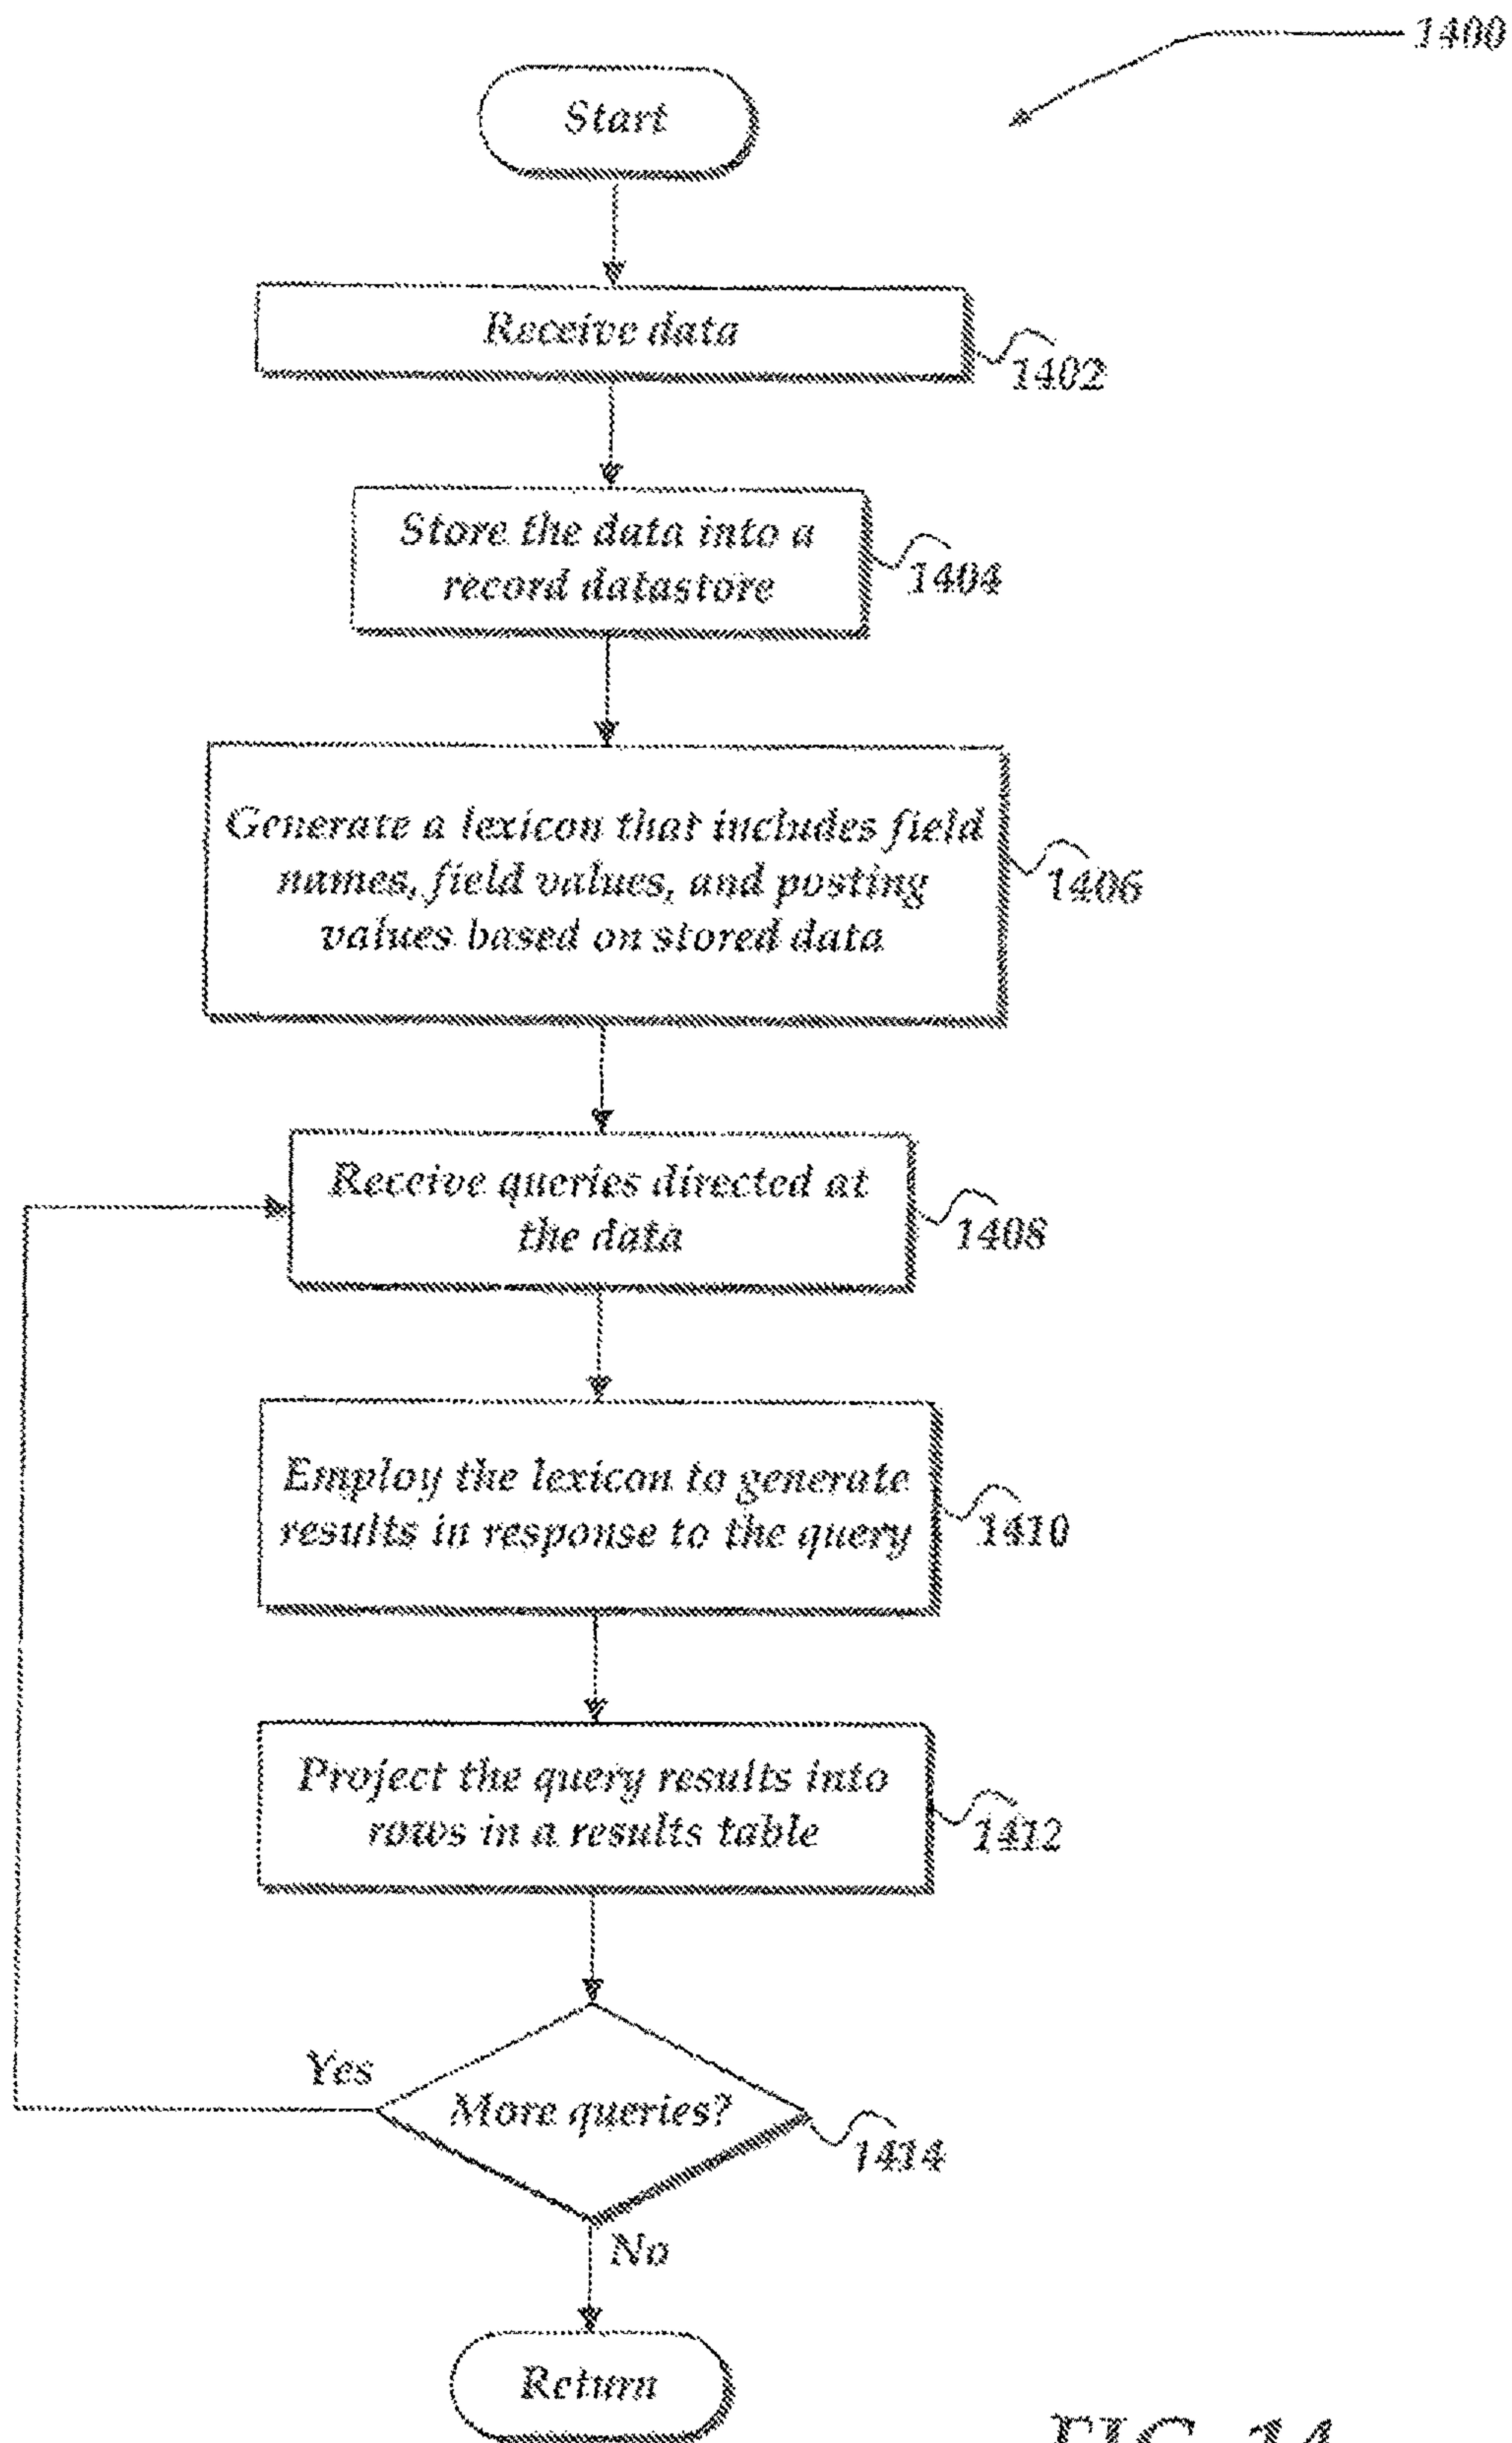 1400
Start
Receive data
1402
Store the data into a
record datastore
1404
Generate a lexicon that includes field
names, field values, and posting
values based on stored data
1406
Receive queries directed at
the data
1408
Employ the lexicon to generate
results in response to the query
1410
Project the query results into
rows in a results table
1412
Yes
More queries?
1414
No
Return
FIG. 14